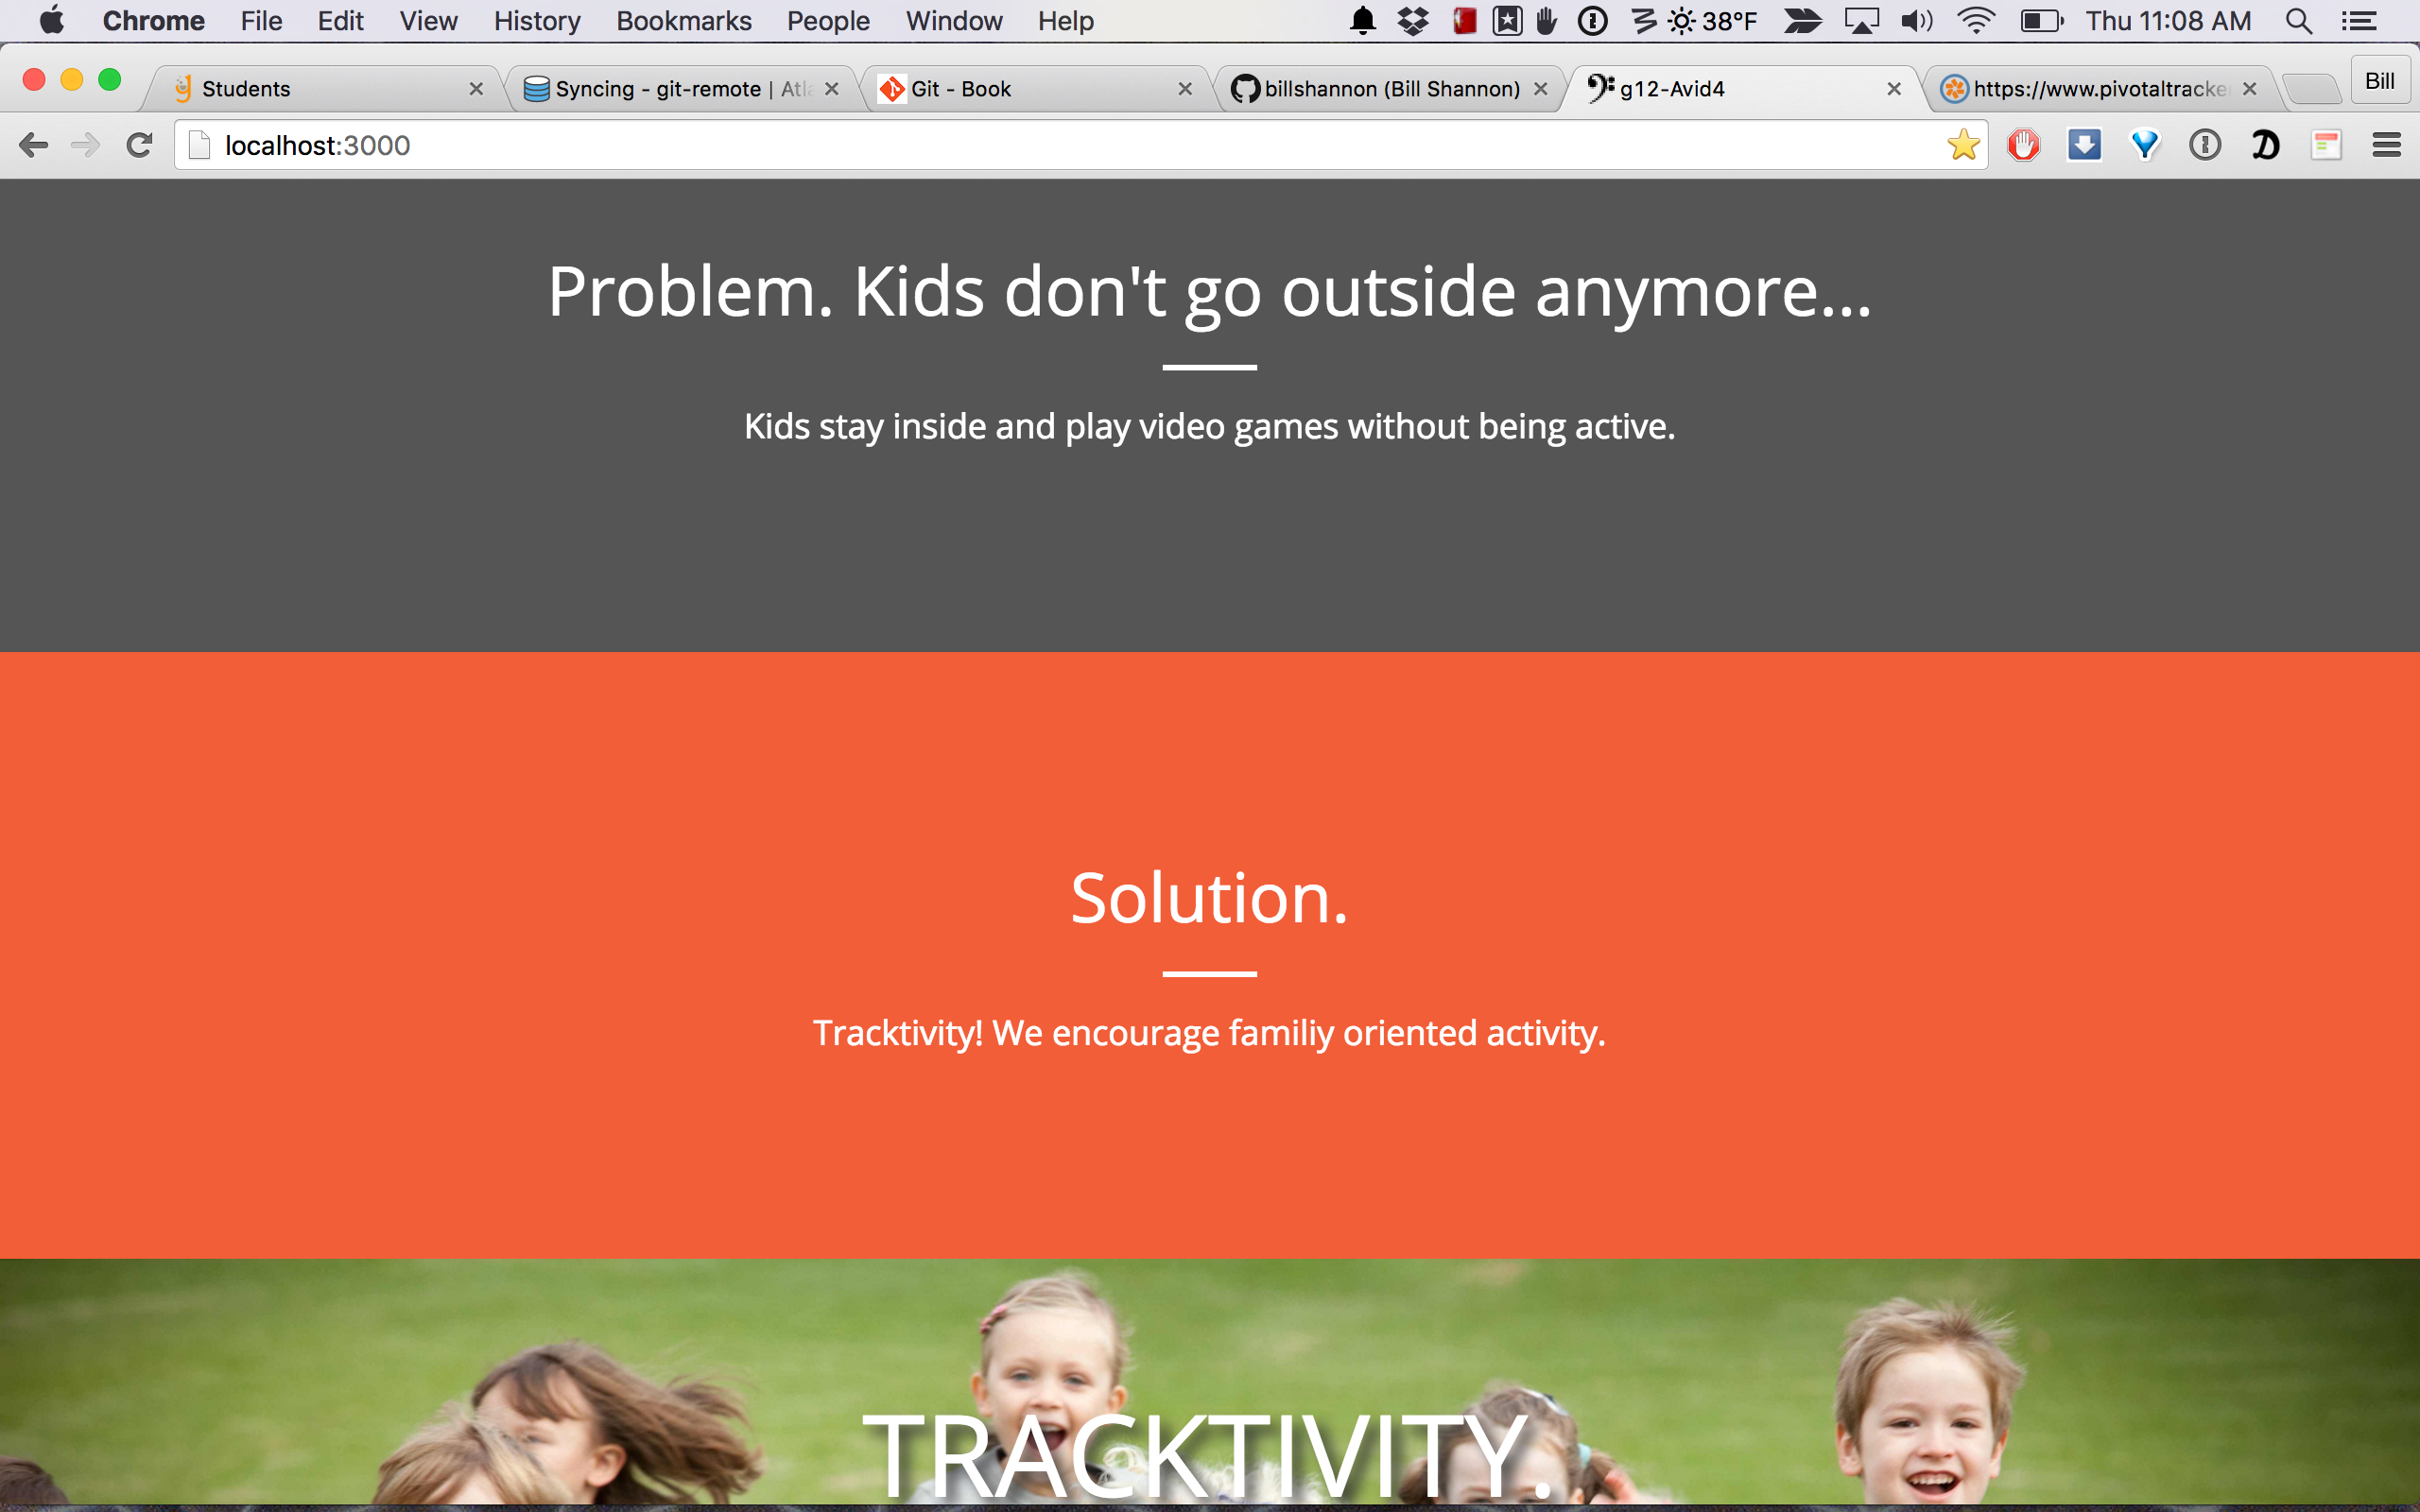 Chrome File Edit View History Bookmarks People Window Help 38°F Thu 11:08 AM
Students Syncing - git-remote | Atla Git - Book billshannon (Bill Shannon) g12-Avid4 https://www.pivotaltracke Bill
localhost:3000
Problem. Kids don't go outside anymore...
Kids stay inside and play video games without being active.
Solution.
Tracktivity! We encourage familiy oriented activity.
TRACKTIVITY.